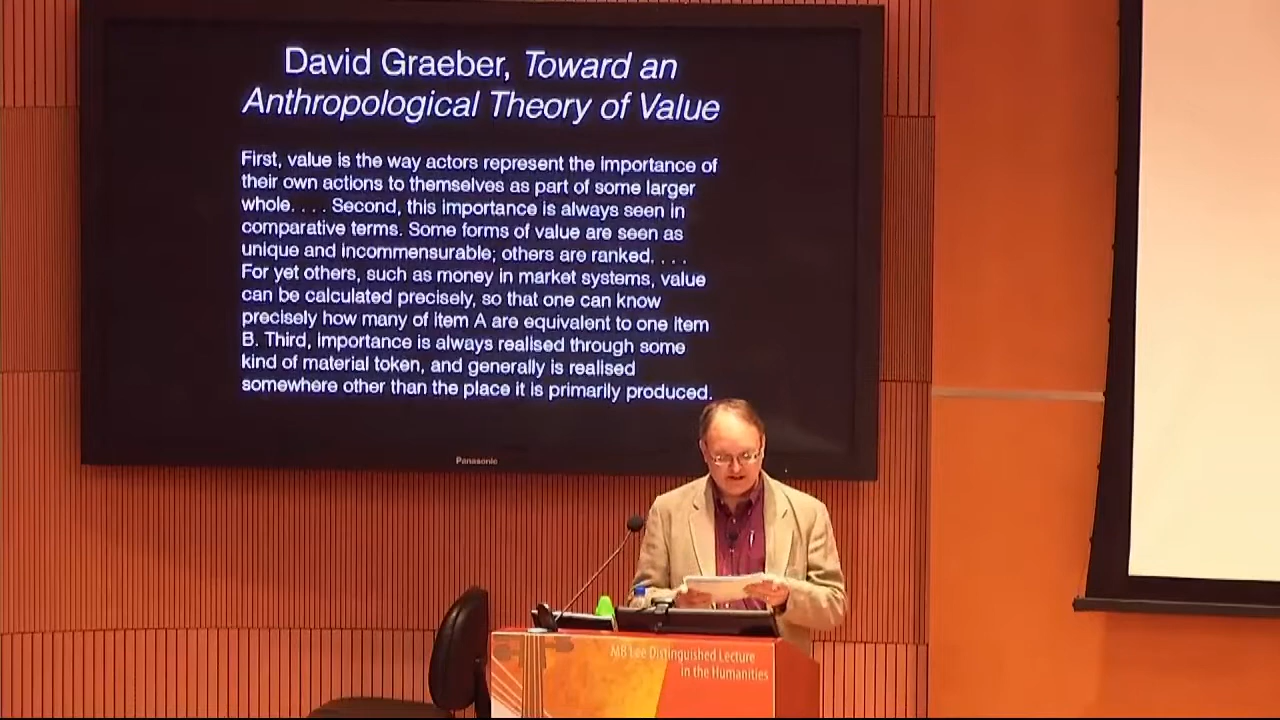 David Graeber, Toward an
Anthropological Theory of Value
First, value is the way actors represent the importance of
their own actions to themselves as part of some larger
whole. . . . Second, this importance is always seen in
comparative terms. Some forms of value are seen as
unique and incommensurable; others are ranked. . . .
For yet others, such as money in market systems, value
can be calculated precisely, so that one can know
precisely how many of item A are equivalent to one item
B. Third, importance is always realised through some
kind of material token, and generally is realised
somewhere other than the place it is primarily produced.
Panasonic
MB Lee Distinguished Lecture
in the Humanities